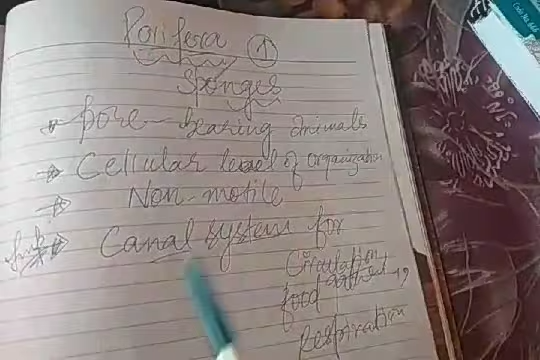 Porifera 1
Sponges
Pore-bearing animals
Cellular level of organization
Non-motile
Canal system for
Circulation
food
respiration